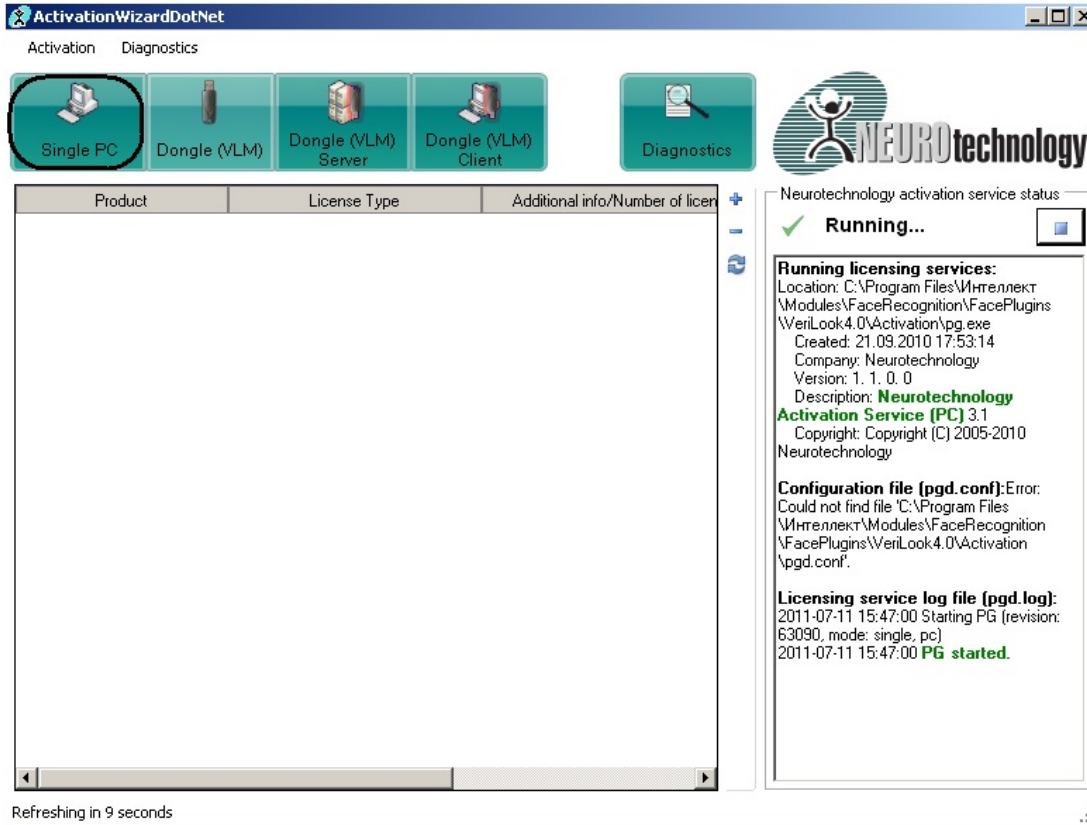 ActivationWizardDotNet
Activation Diagnostics
Single PC
Dongle (VLM)
Dongle (VLM)
Server
Dongle (VLM)
Client
Diagnostics
NEUROtechnology
Product License Type Additional info/Number of licen
Neurotechnology activation service status
Running...
Running licensing services:
Location: C:\Program Files\Интеллект
\Modules\FaceRecognition\FacePlugins
\VeriLook4.0\Activation\pg.exe
Created: 21.09.2010 17:53:14
Company: Neurotechnology
Version: 1. 1. 0. 0
Description: Neurotechnology
Activation Service (PC) 3.1
Copyright: Copyright (C) 2005-2010
Neurotechnology
Configuration file (pgd.conf):Error:
Could not find file 'C:\Program Files
\Интеллект\Modules\FaceRecognition
\FacePlugins\VeriLook4.0\Activation
\pgd.conf'.
Licensing service log file (pgd.log):
2011-07-11 15:47:00 Starting PG (revision:
63090, mode: single, pc)
2011-07-11 15:47:00 PG started.
Refreshing in 9 seconds